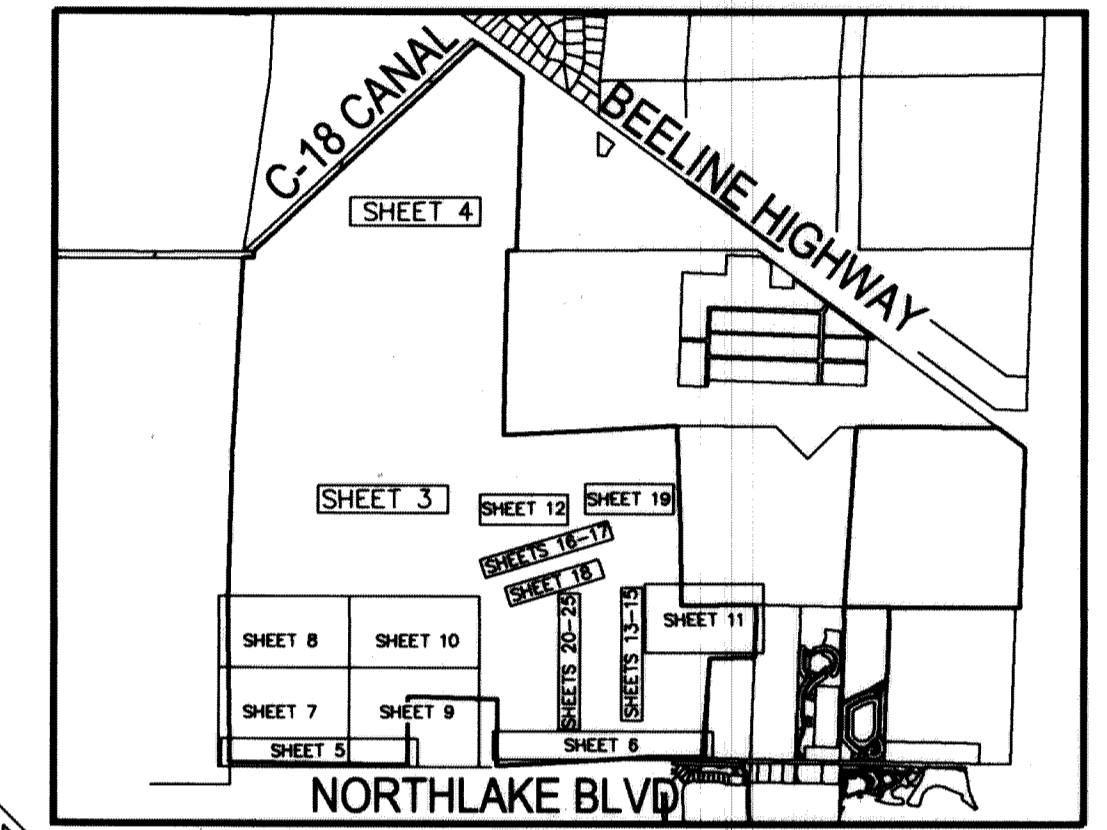 C-18 CANAL
BEELINE HIGHWAY
SHEET 4
SHEET 3
SHEET 12
SHEET 19
SHEETS 16-17
SHEET 18
SHEETS 20-25
SHEETS 13-15
SHEET 11
SHEET 8
SHEET 10
SHEET 7
SHEET 9
SHEET 5
SHEET 6
NORTHLAKE BLVD